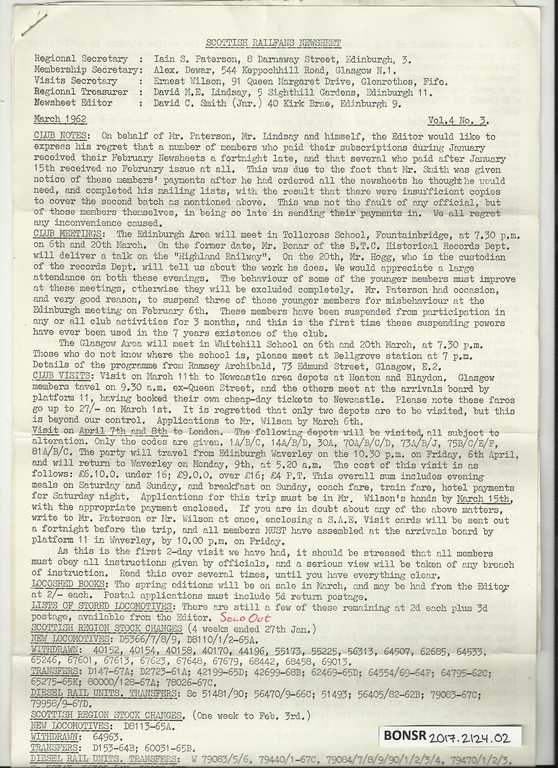 SCOTTISH RAILFANS NEWSHEET
Regional Secretary : Iain S. Paterson, 8 Darnaway Street, Edinburgh, 3.
Membership Secretary: Alex. Dewar, 544 Keppochhill Road, Glasgow N.1.
Visits Secretary : Ernest Wilson, 91 Queen Margaret Drive, Glenrothes, Fife.
Regional Treasurer : David M.E. Lindsay, 5 Sighthill Gardens, Edinburgh 11.
Newsheet Editor : David C. Smith (Jnr.) 40 Kirk Brae, Edinburgh 9.
March 1962 Vol.4 No. 3.
CLUB NOTES: On behalf of Mr. Paterson, Mr. Lindsay and himself, the Editor would like to
express his regret that a number of members who paid their subscriptions during January
received their February Newsheets a fortnight late, and that several who paid after January
15th received no February issue at all. This was due to the fact that Mr. Smith was given
notice of these members' payments after he had ordered all the newsheets he thought he would
need, and completed his mailing lists, with the result that there were insufficient copies
to cover the second batch as mentioned above. This was not the fault of any official, but
of those members themselves, in being so late in sending their payments in. We all regret
any inconvenience caused.
CLUB MEETINGS: The Edinburgh Area will meet in Tollcross School, Fountainbridge, at 7.30 p.m.
on 6th and 20th March. On the former date, Mr. Bonar of the B.T.C. Historical Records Dept.
will deliver a talk on the "Highland Railway". On the 20th, Mr. Hogg, who is the custodian
of the records Dept. will tell us about the work he does. We would appreciate a large
attendance on both these evenings. The behaviour of some of the younger members must improve
at these meetings, otherwise they will be excluded completely. Mr. Paterson had occasion,
and very good reason, to suspend three of those younger members for misbehaviour at the
Edinburgh meeting on February 6th. These members have been suspended from participation in
any or all club activities for 3 months, and this is the first time these suspending powers
have ever been used in the 7 years existence of the club.
The Glasgow Area will meet in Whitehill School on 6th and 20th March, at 7.30 p.m.
Those who do not know where the school is, please meet at Bellgrove station at 7 p.m.
Details of the programme from Ramsey Archibald, 73 Edmund Street, Glasgow, E.2.
CLUB VISITS: Visit on March 11th to Newcastle area depots at Heaton and Blaydon, Glasgow
members tavel on 9.30 a.m. ex-Queen Street, and the others meet at the arrivals board by
platform 11, having booked their own cheap-day tickets to Newcastle. Please note these fares
go up to 27/- on March 1st. It is regretted that only two depots are to be visited, but this
is beyond our control. Applications to Mr. Wilson by March 6th.
Visit on April 7th and 8th to London. The following depots will be visited, all subject to
alteration. Only the codes are given. 1A/B/C, 14A/B/D, 30A, 70A/B/C/D, 73A/B/J, 75B/C/E/F,
81A/B/C. The party will travel from Edinburgh Waverley on the 10.30 p.m. on Friday, 6th April,
and will return to Waverley on Monday, 9th, at 5.20 a.m. The cost of this visit is as
follows: £6.10.0. under 16; £9.0.0. over £16; £4 P.T. This overall sum includes evening
meals on Saturday and Sunday, and breakfast on Sunday, coach fare, train fare, hotel payments
for Saturday night. Applications for this trip must be in Mr. Wilson's hands by March 15th,
with the appropriate payment enclosed. If you are in doubt about any of the above matters,
write to Mr. Paterson or Mr. Wilson at once, enclosing a S.A.E. Visit cards will be sent out
a fortnight before the trip, and all members MUST have assembled at the arrivals board by
platform 11 in Waverley, by 10.00 p.m. on Friday.
As this is the first 2-day visit we have had, it should be stressed that all members
must obey all instructions given by officials, and a serious view will be taken of any breach
of instruction. Read this over several times, until you have everything clear.
LOCOSHED BOOKS: The spring editions will be on sale in March, and may be had from the Editor
at 2/- each. Postal applications must include 5d return postage.
LISTS OF STORED LOCOMOTIVES: There are still a few of these remaining at 2d each plus 3d
postage, available from the Editor. SOLD OUT
SCOTTISH REGION STOCK CHANGES (4 weeks ended 27th Jan.)
NEW LOCOMOTIVES: D5366/7/8/9, D8110/1/2-65A.
WITHDRAWN: 40152, 40154, 40158, 40170, 44196, 55173, 55225, 56313, 64507, 62685, 64533,
65246, 67601, 67613, 67623, 67648, 67679, 68442, 68458, 69013.
TRANSFERS: D147-67A; D2723-61A; 42199-65D; 42699-68B; 62469-65D; 64554/69-64F; 64795-62C;
65275-65K; 80000/128-67A; 78026-67C.
DIESEL RAIL UNITS. TRANSFERS: Sc 51481/90; 56470/9-66C; 51493; 56405/82-62B; 79083-67C;
79958/9-67D.
SCOTTISH REGION STOCK CHANGES. (One week to Feb. 3rd.)
NEW LOCOMOTIVES: D8113-65A.
WITHDRAWN: 64963.
TRANSFERS: D153-64B; 60031-65B.
DIESEL RAIL UNITS. TRANSFERS: W 79083/5/6, 79440/1-67C, 79084/7/8/9/90/1/2/3/4, 79470/1/2/3,
BONSR 2017.2124.02